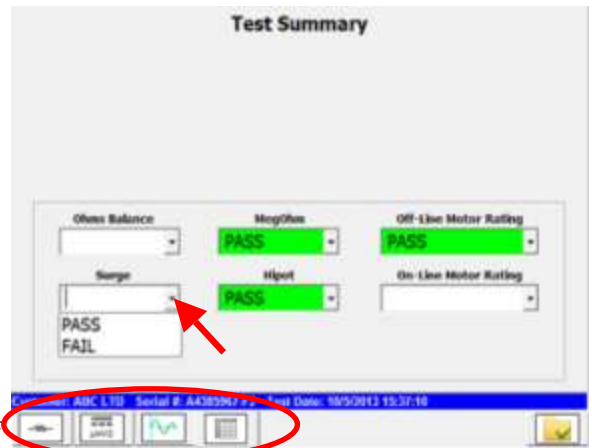 Test Summary
Ohms Balance MegOhm Off-Line Motor Rating
PASS PASS
Surge Hipot On-Line Motor Rating
PASS
PASS
FAIL
ABC LTD Serial #: Test Date: 10/5/2013 15:37:10